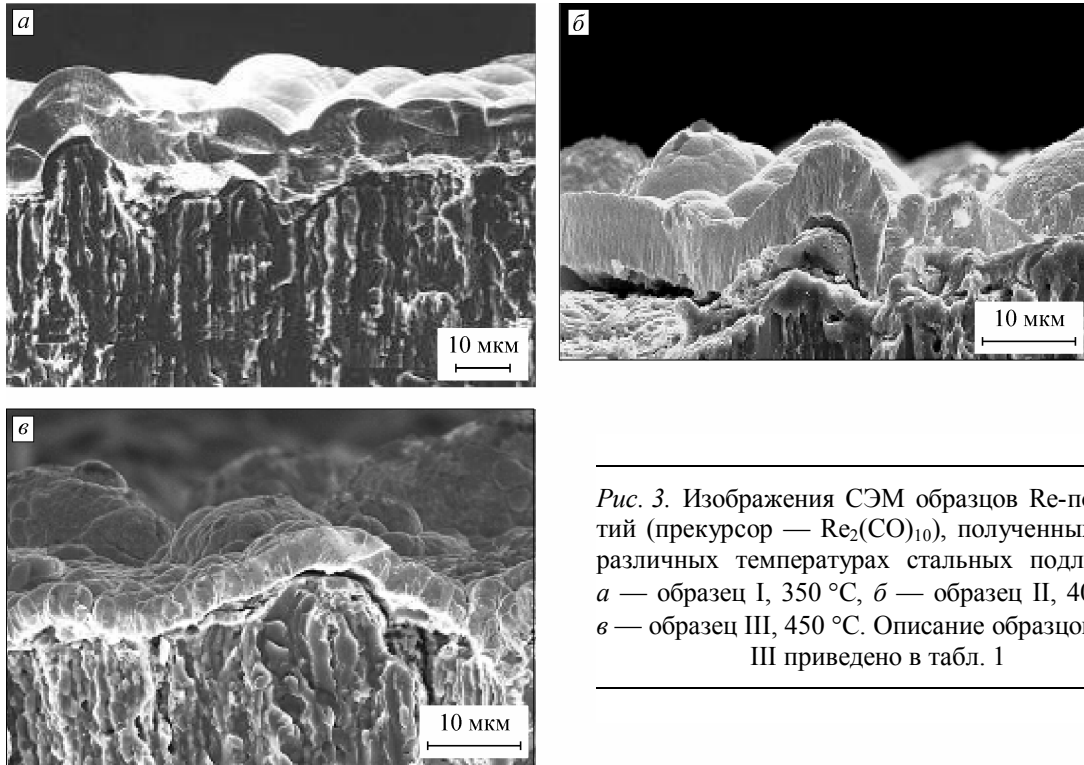 а
б
10 мкм
10 мкм
в
10 мкм
Рис. 3. Изображения СЭМ образцов Re-по
тий (прекурсор — Re₂(CO)₁₀), полученных
различных температурах стальных подл
а — образец I, 350 °C, б — образец II, 40
в — образец III, 450 °C. Описание образцо
III приведено в табл. 1